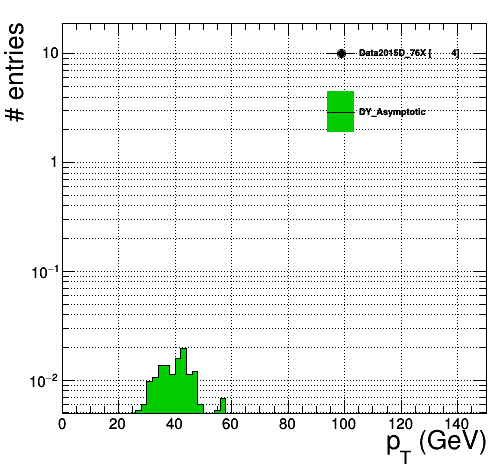 # entries
10
Data2015D_76X [ 4]
DY_Asymptotic
1
10⁻¹
10⁻²
0 20 40 60 80 100 120 140
p_T (GeV)